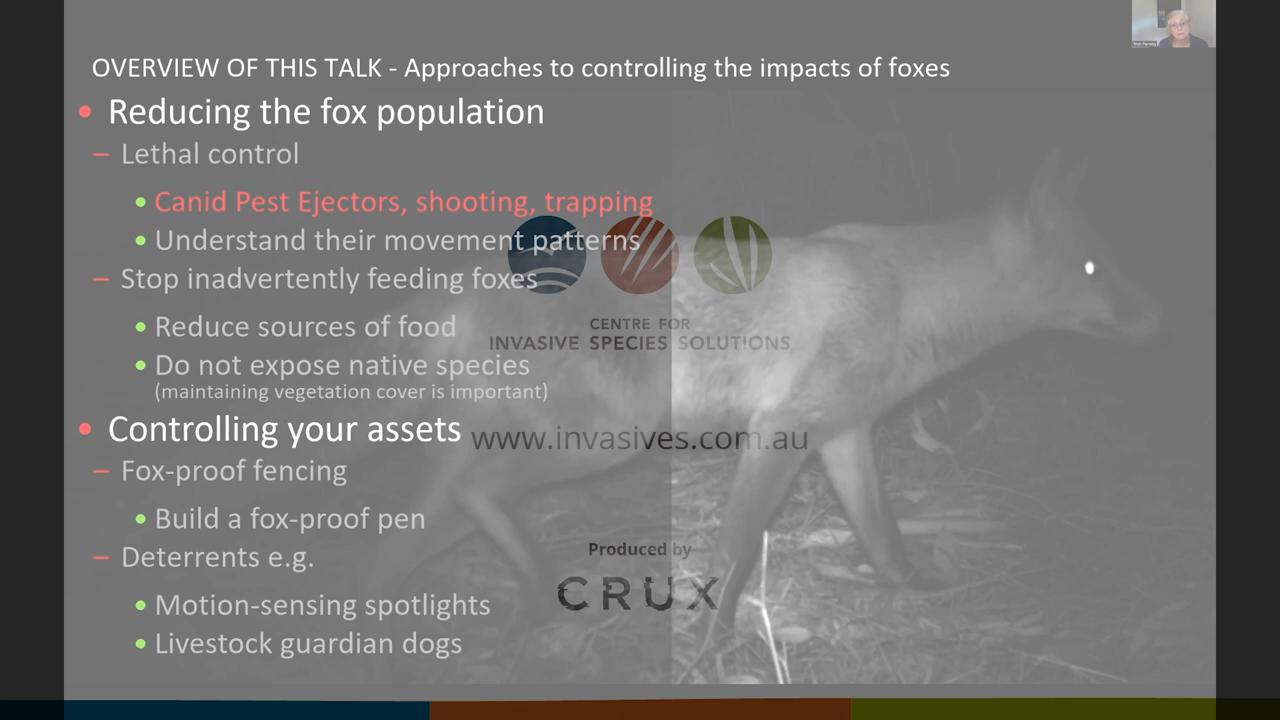 OVERVIEW OF THIS TALK - Approaches to controlling the impacts of foxes
• Reducing the fox population
– Lethal control
• Canid Pest Ejectors, shooting, trapping
• Understand their movement patterns
– Stop inadvertently feeding foxes
• Reduce sources of food
CENTRE FOR
INVASIVE SPECIES SOLUTIONS
• Do not expose native species
(maintaining vegetation cover is important)
• Controlling your assets
www.invasives.com.au
– Fox-proof fencing
• Build a fox-proof pen
– Deterrents e.g.
Produced by
CRUX
• Motion-sensing spotlights
• Livestock guardian dogs